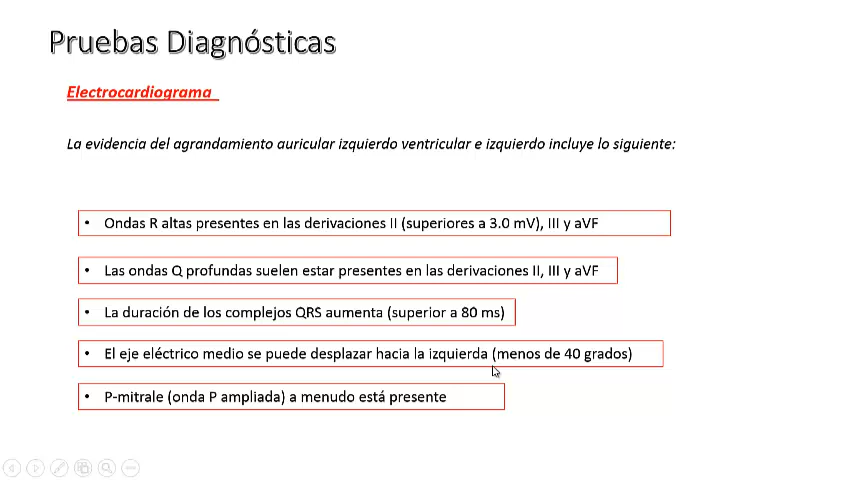 Pruebas Diagnósticas
Electrocardiograma
La evidencia del agrandamiento auricular izquierdo ventricular e izquierdo incluye lo siguiente:
• Ondas R altas presentes en las derivaciones II (superiores a 3.0 mV), III y aVF
• Las ondas Q profundas suelen estar presentes en las derivaciones II, III y aVF
• La duración de los complejos QRS aumenta (superior a 80 ms)
• El eje eléctrico medio se puede desplazar hacia la izquierda (menos de 40 grados)
• P-mitrale (onda P ampliada) a menudo está presente